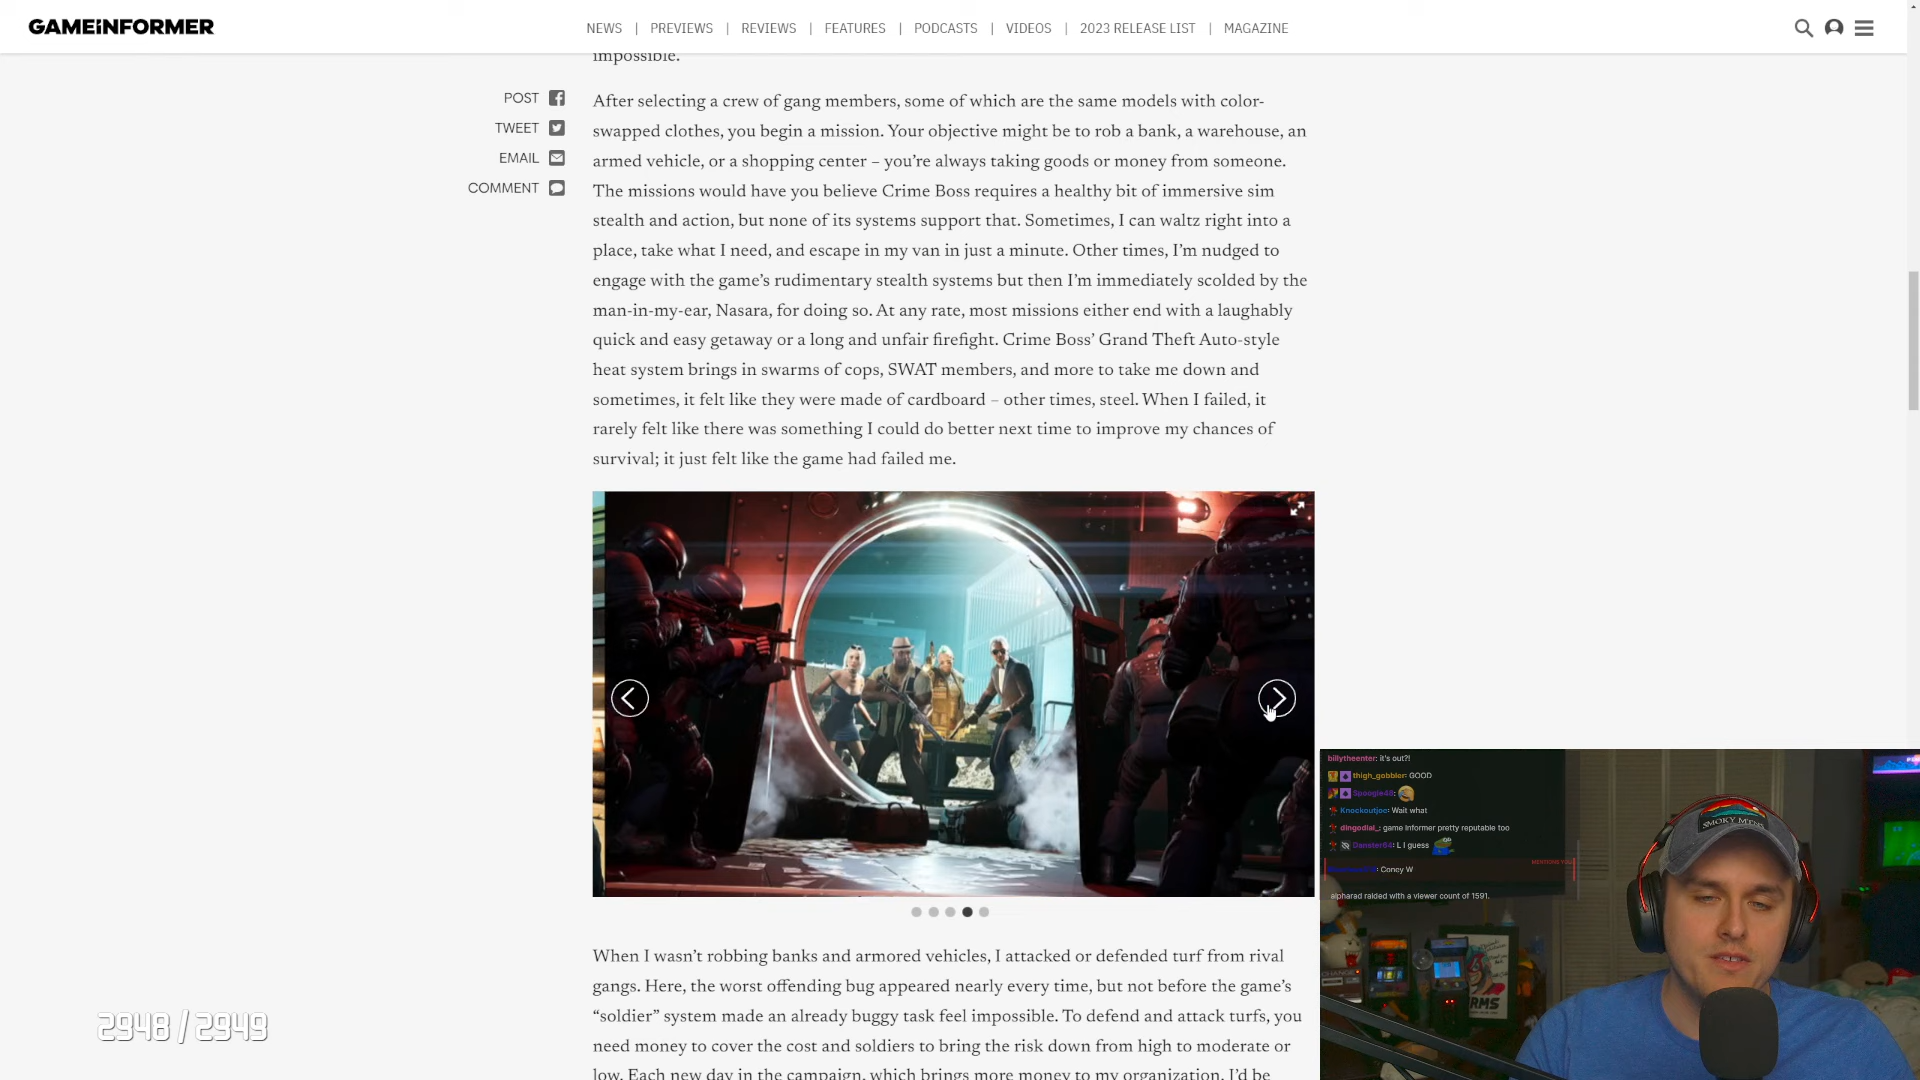 GAMEiNFORMER
NEWS | PREVIEWS | REVIEWS | FEATURES | PODCASTS | VIDEOS | 2023 RELEASE LIST | MAGAZINE
impossible.
POST
TWEET
EMAIL
COMMENT
After selecting a crew of gang members, some of which are the same models with color-
swapped clothes, you begin a mission. Your objective might be to rob a bank, a warehouse, an
armed vehicle, or a shopping center – you’re always taking goods or money from someone.
The missions would have you believe Crime Boss requires a healthy bit of immersive sim
stealth and action, but none of its systems support that. Sometimes, I can waltz right into a
place, take what I need, and escape in my van in just a minute. Other times, I’m nudged to
engage with the game’s rudimentary stealth systems but then I’m immediately scolded by the
man-in-my-ear, Nasara, for doing so. At any rate, most missions either end with a laughably
quick and easy getaway or a long and unfair firefight. Crime Boss’ Grand Theft Auto-style
heat system brings in swarms of cops, SWAT members, and more to take me down and
sometimes, it felt like they were made of cardboard – other times, steel. When I failed, it
rarely felt like there was something I could do better next time to improve my chances of
survival; it just felt like the game had failed me.
When I wasn’t robbing banks and armored vehicles, I attacked or defended turf from rival
gangs. Here, the worst offending bug appeared nearly every time, but not before the game’s
“soldier” system made an already buggy task feel impossible. To defend and attack turfs, you
need money to cover the cost and soldiers to bring the risk down from high to moderate or
low. Each new day in the campaign, which brings more money to my organization, I’d be
billytheenter: it's out?!
thigh_gobbler: GOOD
Spoogle48:
Knockoutjoc: Wait what
dingodial_: game Informer pretty reputable too
Danster64: L I guess
MENTIONS YOU
: Coney W
alphared raided with a viewer count of 1591.
SMOKY MTNS
2948 / 2949